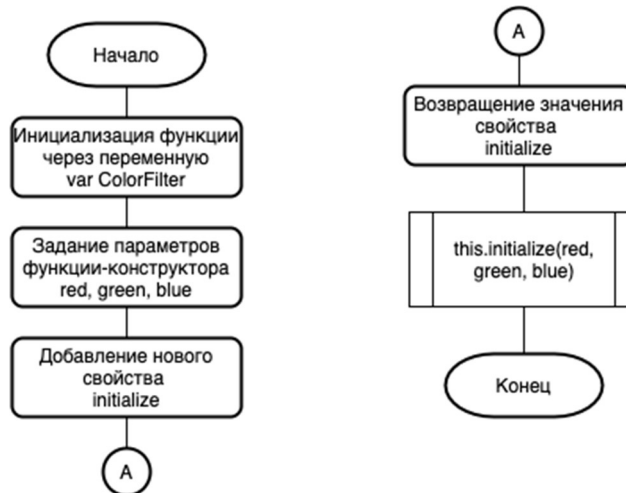 Начало
Инициализация функции
через переменную
var ColorFilter
Задание параметров
функции-конструктора
red, green, blue
Добавление нового
свойства
initialize
A
A
Возвращение значения
свойства
initialize
this.initialize(red,
green, blue)
Конец